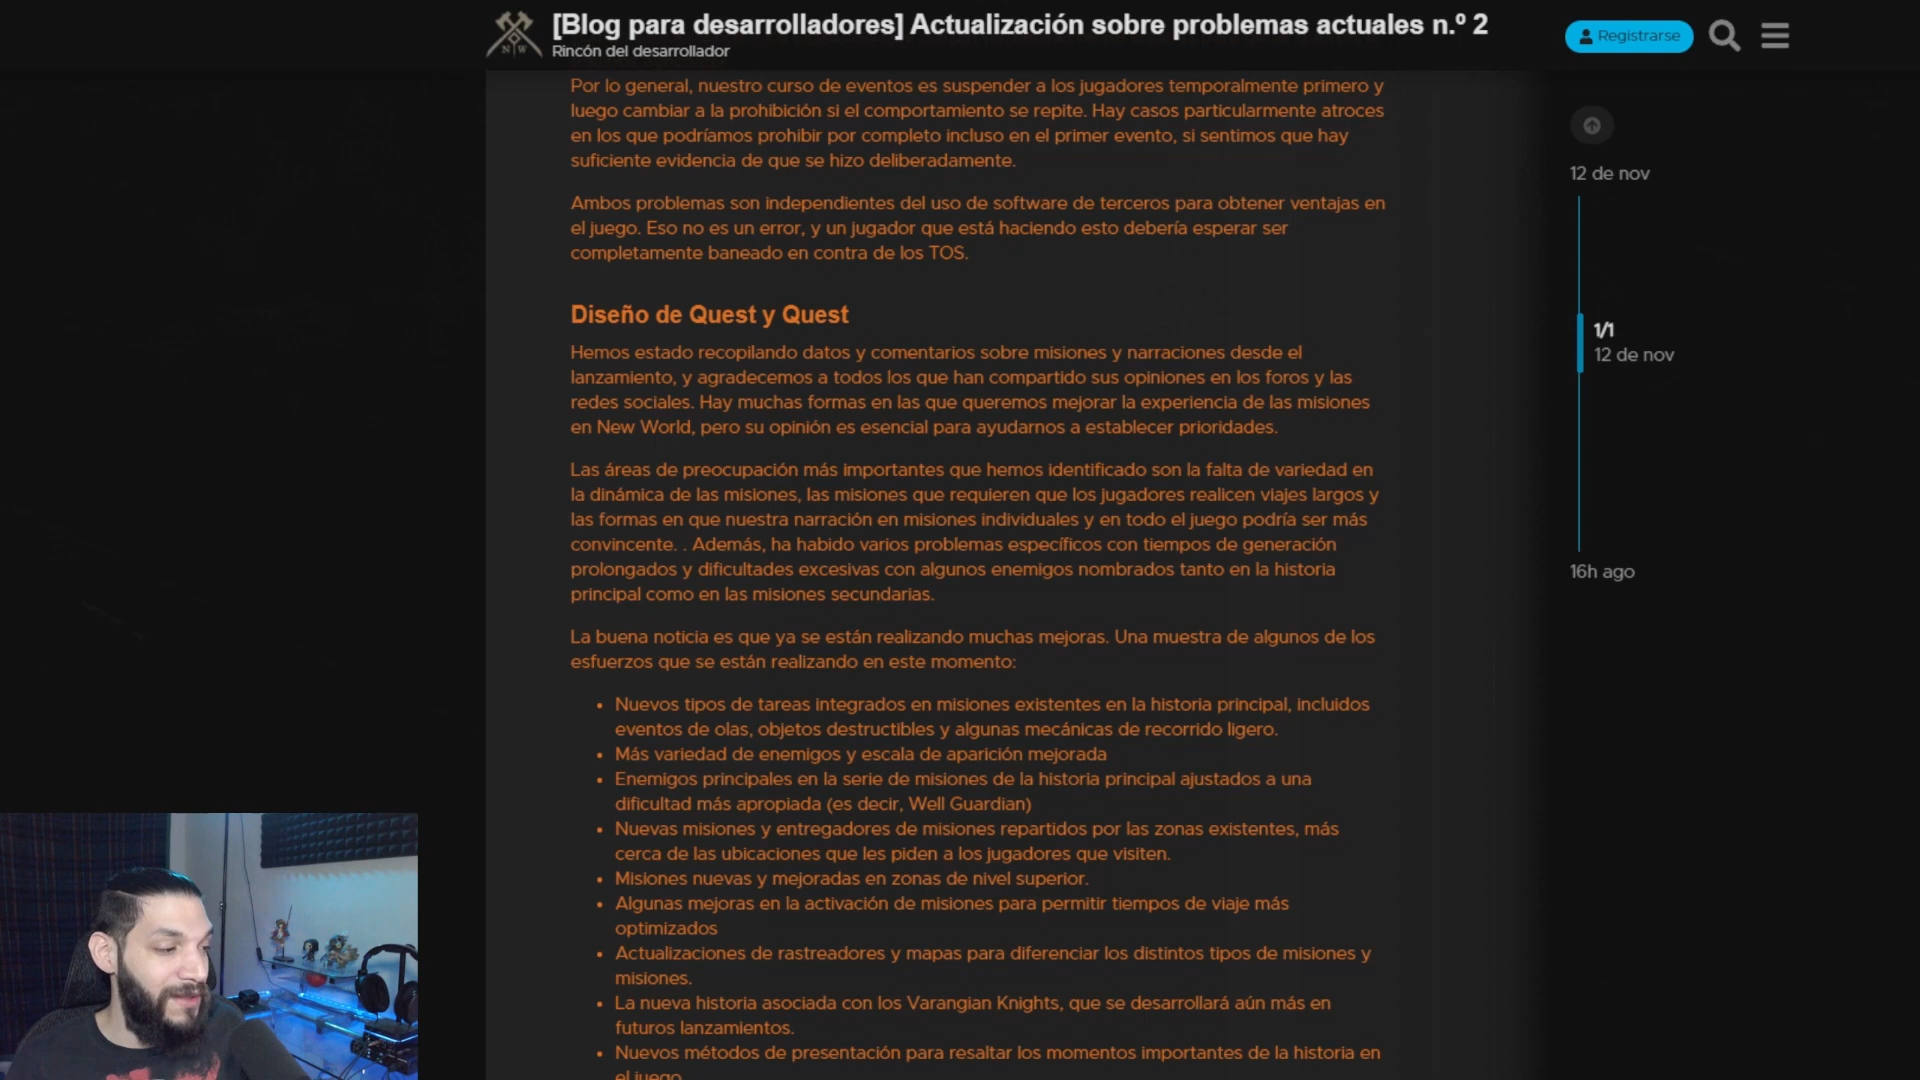 [Blog para desarrolladores] Actualización sobre problemas actuales n.º 2
Rincón del desarrollador
Registrarse
N W
Por lo general, nuestro curso de eventos es suspender a los jugadores temporalmente primero y
luego cambiar a la prohibición si el comportamiento se repite. Hay casos particularmente atroces
en los que podríamos prohibir por completo incluso en el primer evento, si sentimos que hay
suficiente evidencia de que se hizo deliberadamente.
Ambos problemas son independientes del uso de software de terceros para obtener ventajas en
el juego. Eso no es un error, y un jugador que está haciendo esto debería esperar ser
completamente baneado en contra de los TOS.
Diseño de Quest y Quest
Hemos estado recopilando datos y comentarios sobre misiones y narraciones desde el
lanzamiento, y agradecemos a todos los que han compartido sus opiniones en los foros y las
redes sociales. Hay muchas formas en las que queremos mejorar la experiencia de las misiones
en New World, pero su opinión es esencial para ayudarnos a establecer prioridades.
Las áreas de preocupación más importantes que hemos identificado son la falta de variedad en
la dinámica de las misiones, las misiones que requieren que los jugadores realicen viajes largos y
las formas en que nuestra narración en misiones individuales y en todo el juego podría ser más
convincente. . Además, ha habido varios problemas específicos con tiempos de generación
prolongados y dificultades excesivas con algunos enemigos nombrados tanto en la historia
principal como en las misiones secundarias.
La buena noticia es que ya se están realizando muchas mejoras. Una muestra de algunos de los
esfuerzos que se están realizando en este momento:
• Nuevos tipos de tareas integrados en misiones existentes en la historia principal, incluidos
eventos de olas, objetos destructibles y algunas mecánicas de recorrido ligero.
• Más variedad de enemigos y escala de aparición mejorada
• Enemigos principales en la serie de misiones de la historia principal ajustados a una
dificultad más apropiada (es decir, Well Guardian)
• Nuevas misiones y entregadores de misiones repartidos por las zonas existentes, más
cerca de las ubicaciones que les piden a los jugadores que visiten.
• Misiones nuevas y mejoradas en zonas de nivel superior.
• Algunas mejoras en la activación de misiones para permitir tiempos de viaje más
optimizados
• Actualizaciones de rastreadores y mapas para diferenciar los distintos tipos de misiones y
misiones.
• La nueva historia asociada con los Varangian Knights, que se desarrollará aún más en
futuros lanzamientos.
• Nuevos métodos de presentación para resaltar los momentos importantes de la historia en
el juego.
12 de nov
1/1
12 de nov
16h ago